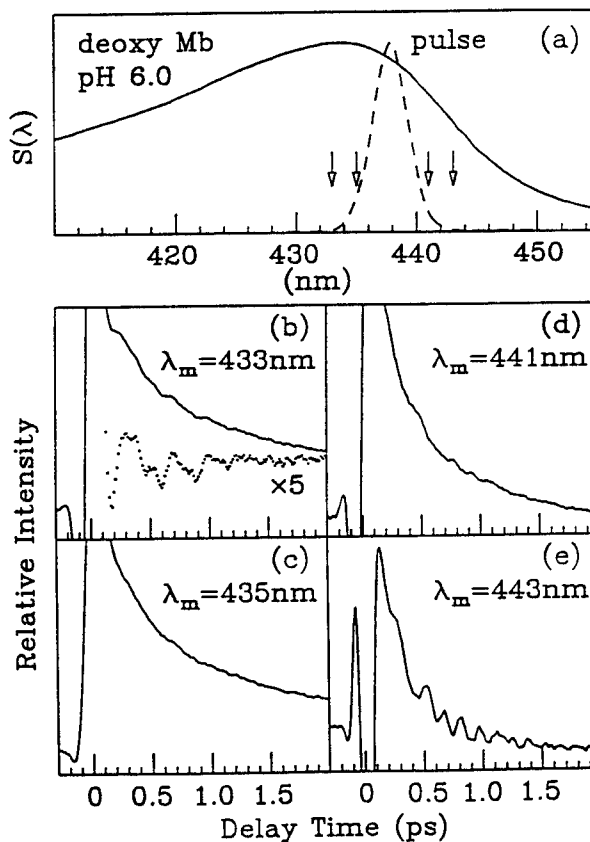 deoxy Mb
pH 6.0
pulse
(a)
S(λ)
420 430 440 450
(nm)
(b)
λm=433nm
×5
(d)
λm=441nm
(c)
λm=435nm
(e)
λm=443nm
Relative Intensity
0 0.5 1.0 1.5 0 0.5 1.0 1.5
Delay Time (ps)